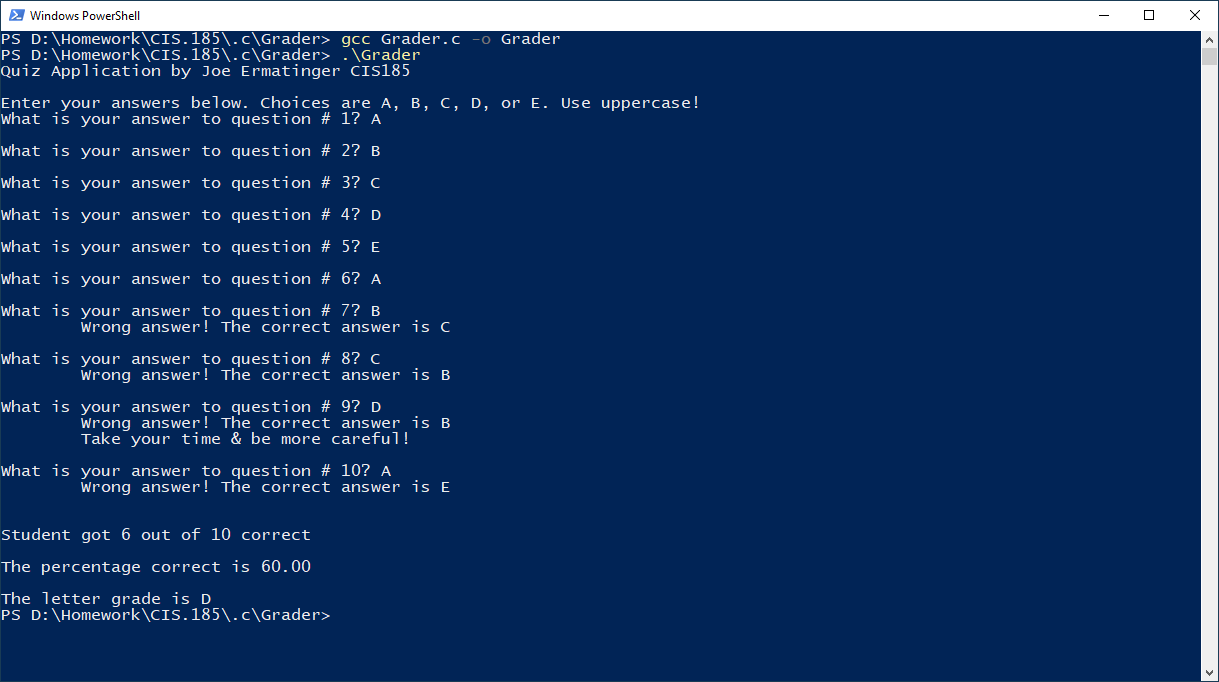 Windows PowerShell
PS D:\Homework\CIS.185\.c\Grader> gcc Grader.c -o Grader
PS D:\Homework\CIS.185\.c\Grader> .\Grader
Quiz Application by Joe Ermatinger CIS185
Enter your answers below. Choices are A, B, C, D, or E. Use uppercase!
What is your answer to question # 1? A
What is your answer to question # 2? B
What is your answer to question # 3? C
What is your answer to question # 4? D
What is your answer to question # 5? E
What is your answer to question # 6? A
What is your answer to question # 7? B
Wrong answer! The correct answer is C
What is your answer to question # 8? C
Wrong answer! The correct answer is B
What is your answer to question # 9? D
Wrong answer! The correct answer is B
Take your time & be more careful!
What is your answer to question # 10? A
Wrong answer! The correct answer is E
Student got 6 out of 10 correct
The percentage correct is 60.00
The letter grade is D
PS D:\Homework\CIS.185\.c\Grader>